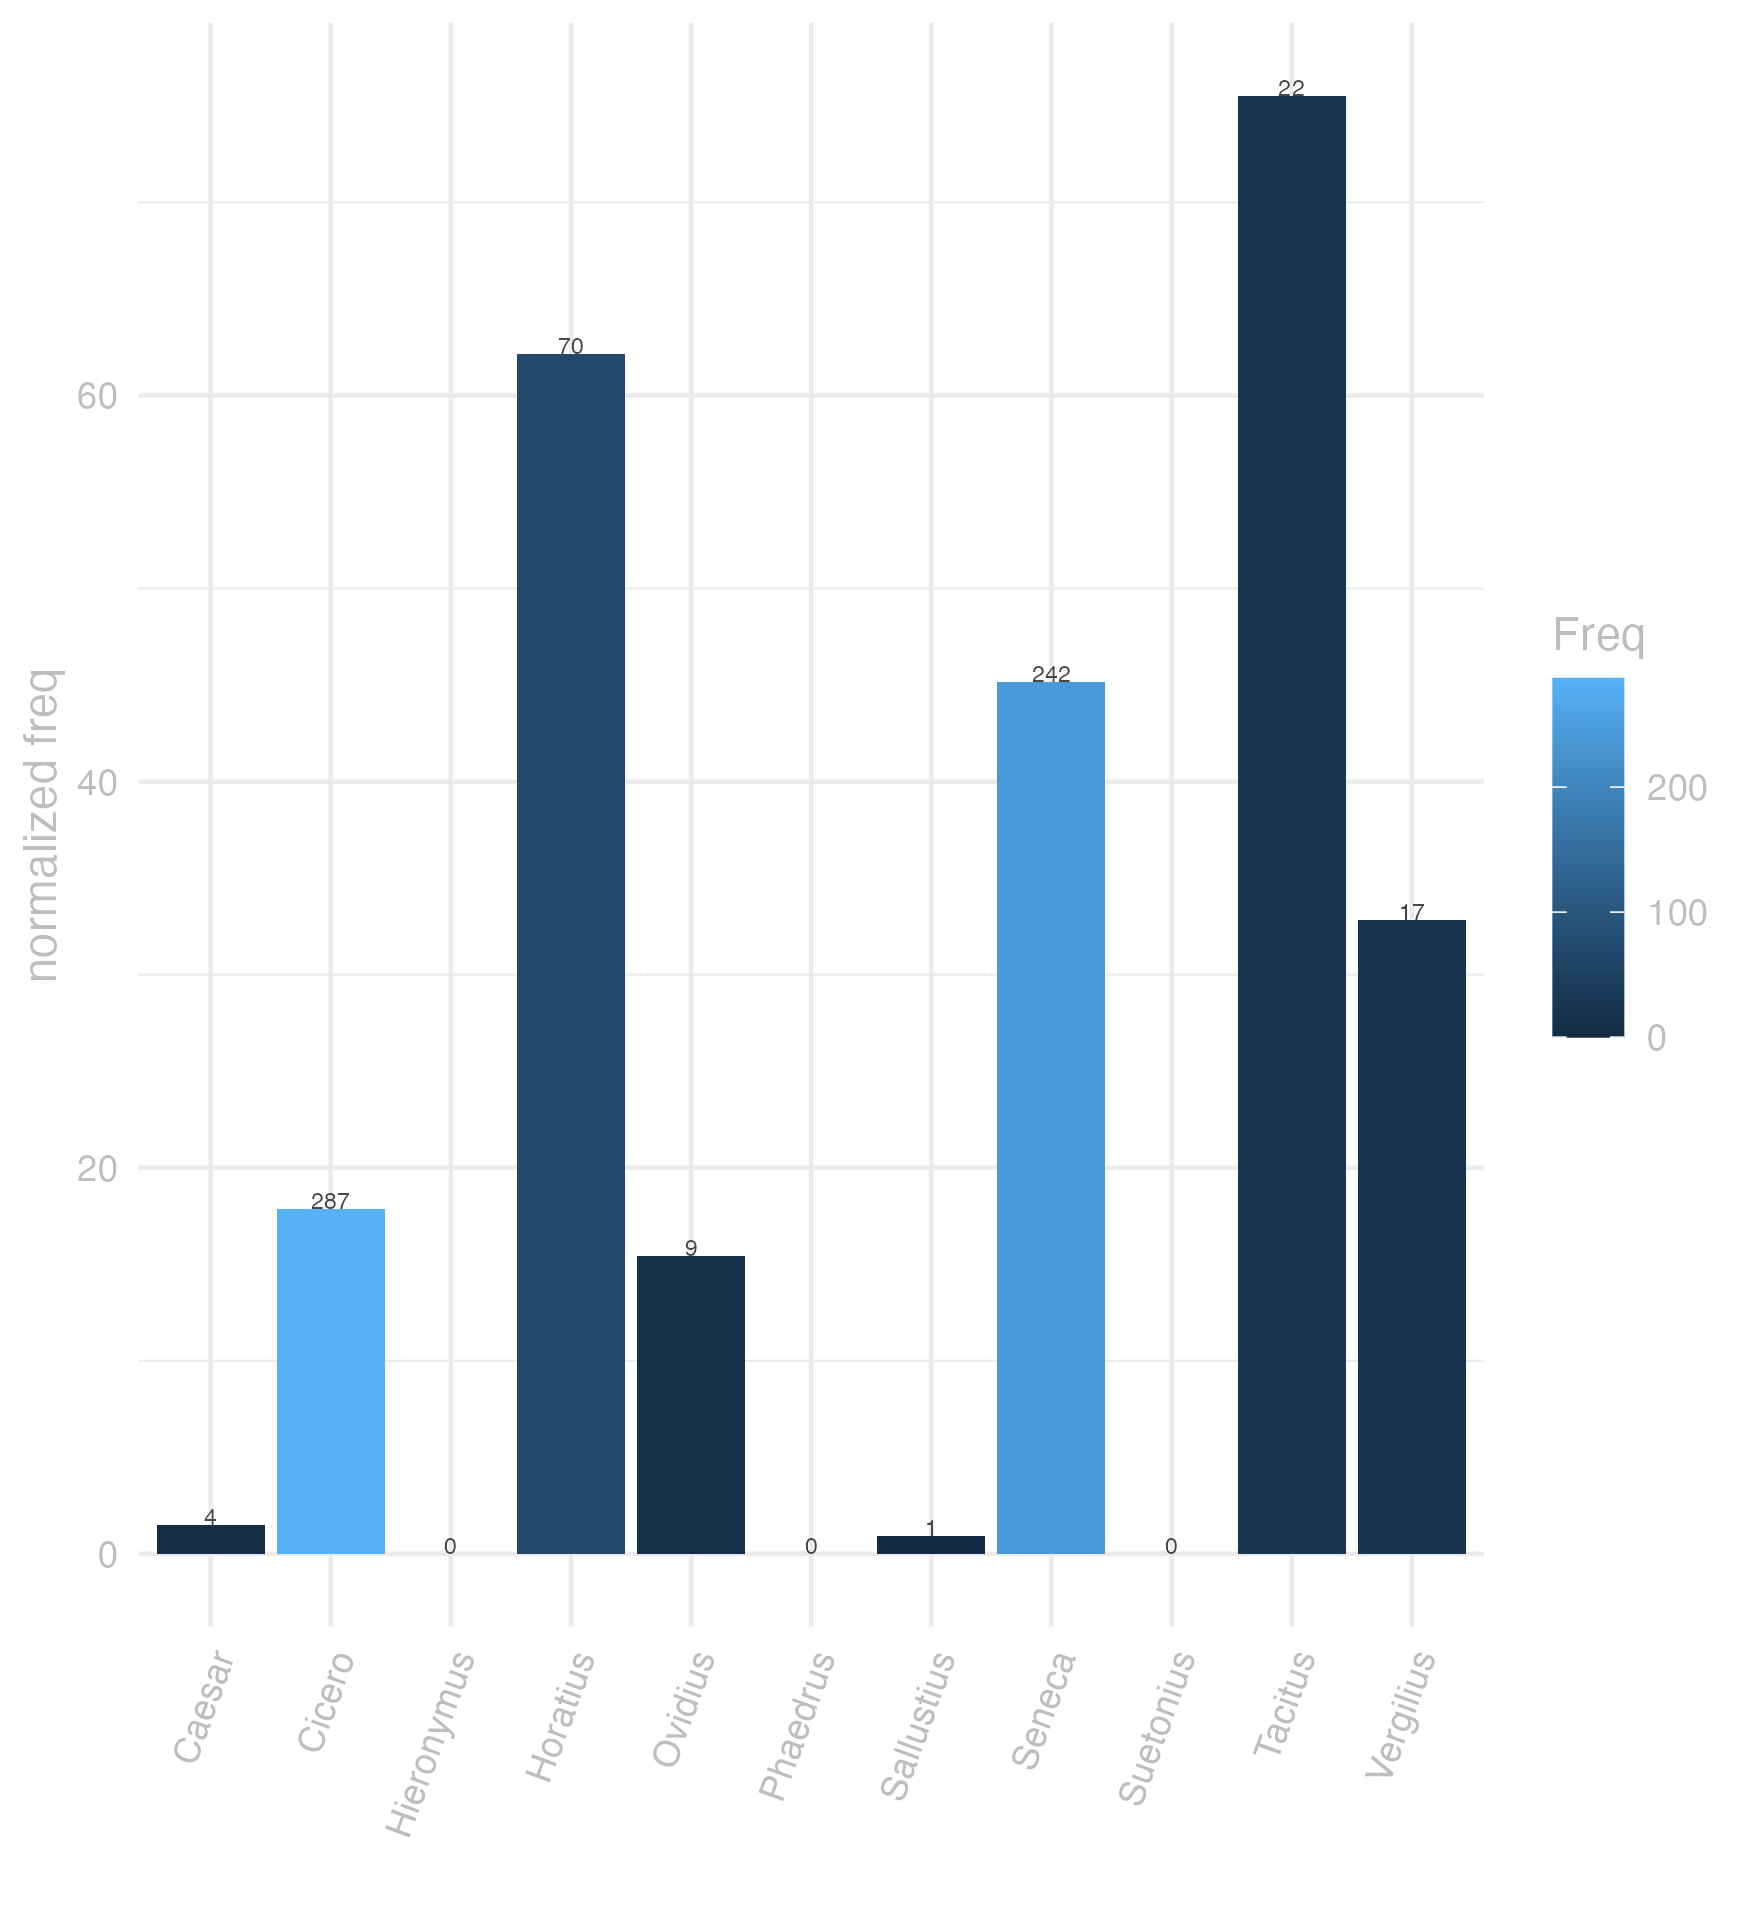 22
70
60
242
40
17
287
20
9
4
1
0
0
0
0
normalized freq
Caesar
Cicero
Hieronymus
Horatius
Ovidius
Phaedrus
Sallustius
Seneca
Suetonius
Tacitus
Vergilius
Freq
200
100
0